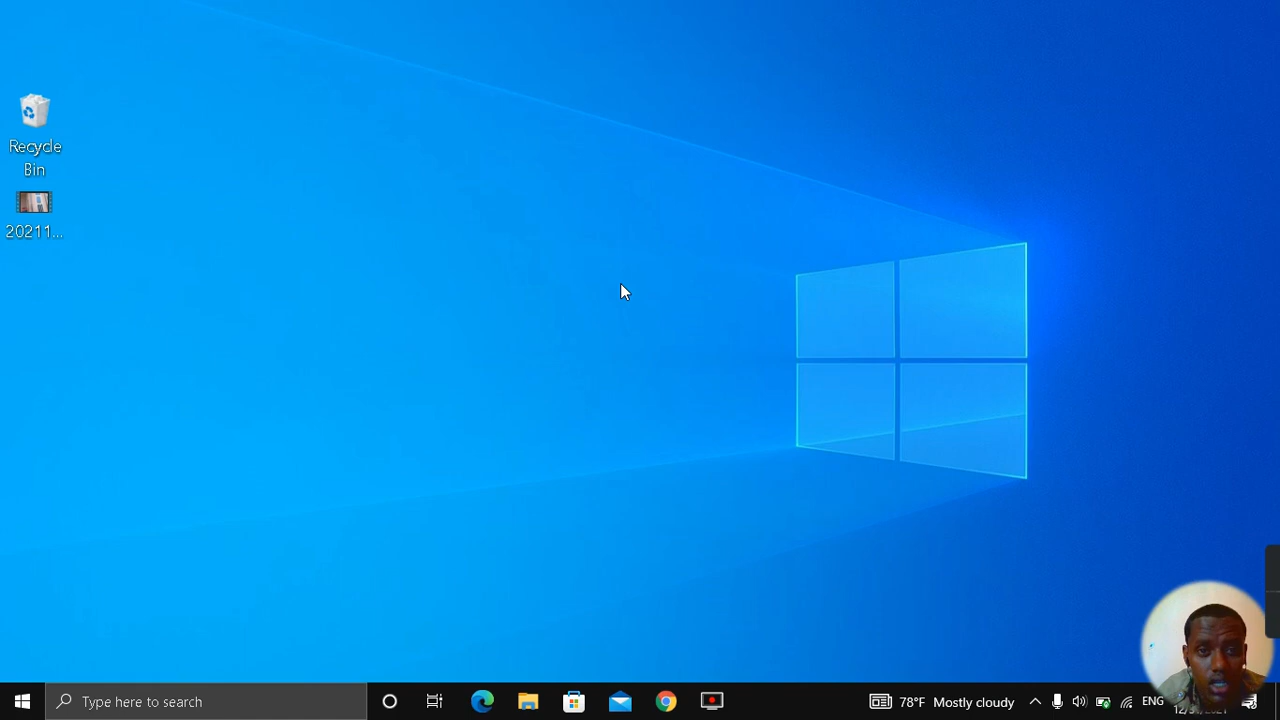 Recycle
Bin
20211...
Type here to search
78°F Mostly cloudy
ENG